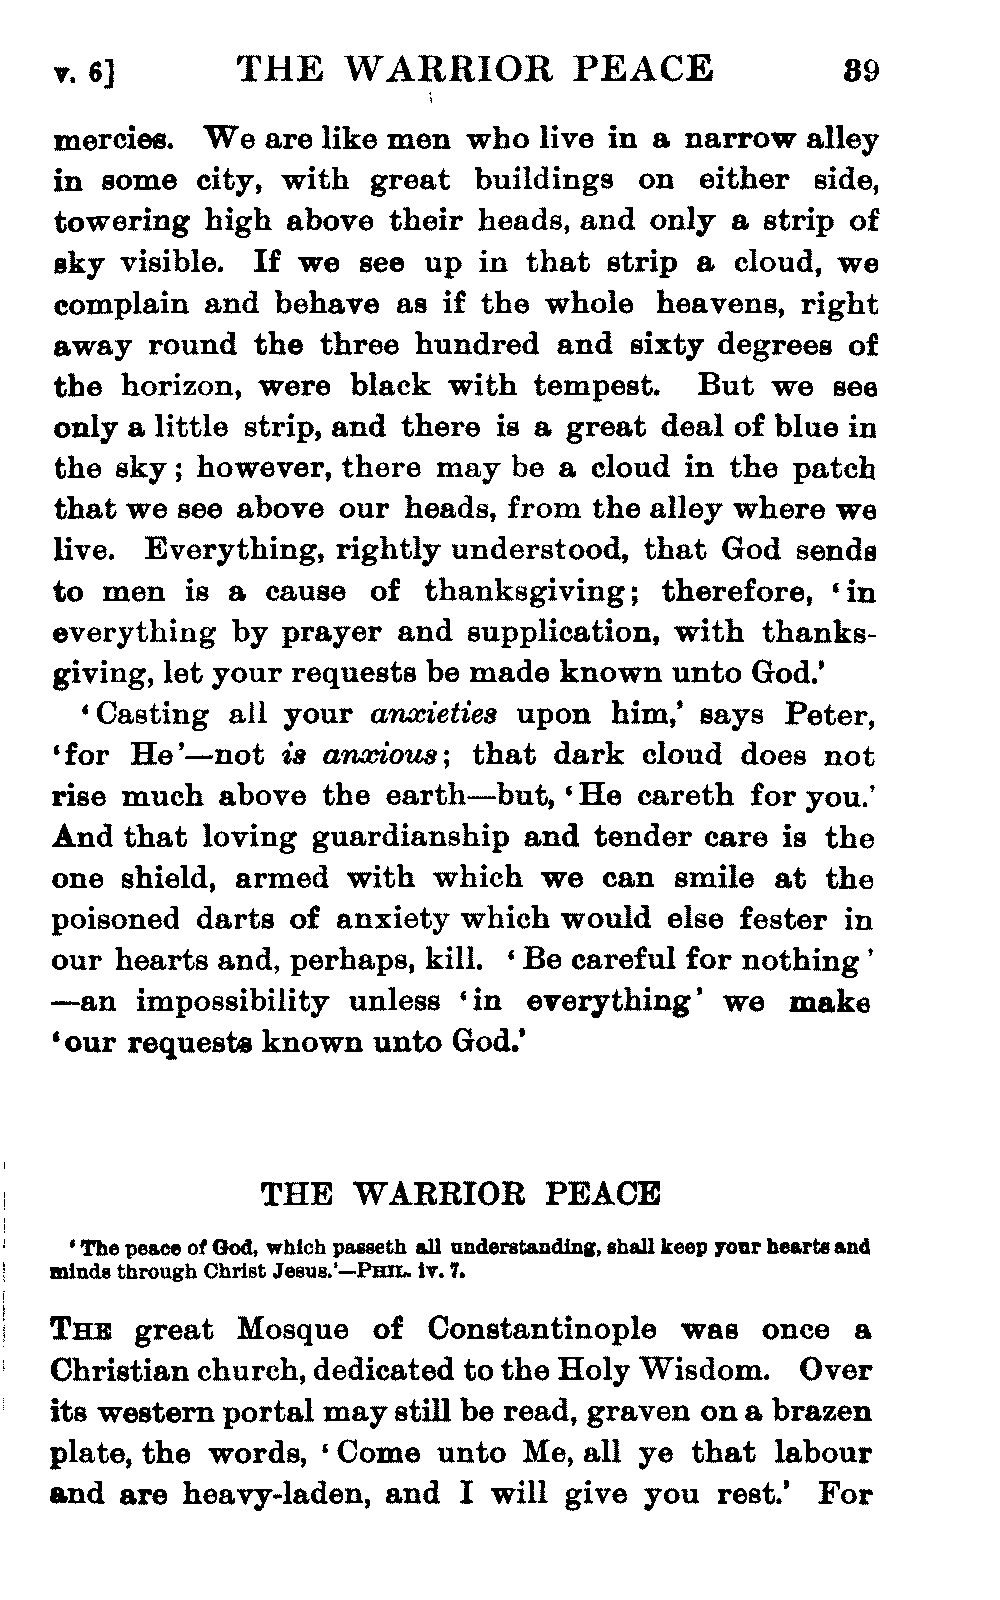 v. 6] THE WARRIOR PEACE 39
mercies. We are like men who live in a narrow alley
in some city, with great buildings on either side,
towering high above their heads, and only a strip of
sky visible. If we see up in that strip a cloud, we
complain and behave as if the whole heavens, right
away round the three hundred and sixty degrees of
the horizon, were black with tempest. But we see
only a little strip, and there is a great deal of blue in
the sky; however, there may be a cloud in the patch
that we see above our heads, from the alley where we
live. Everything, rightly understood, that God sends
to men is a cause of thanksgiving; therefore, ‘in
everything by prayer and supplication, with thanks-
giving, let your requests be made known unto God.’
‘Casting all your anxieties upon him,’ says Peter,
‘for He’—not is anxious; that dark cloud does not
rise much above the earth—but, ‘He careth for you.’
And that loving guardianship and tender care is the
one shield, armed with which we can smile at the
poisoned darts of anxiety which would else fester in
our hearts and, perhaps, kill. ‘Be careful for nothing’
—an impossibility unless ‘in everything’ we make
‘our requests known unto God.’
THE WARRIOR PEACE
‘The peace of God, which passeth all understanding, shall keep your hearts and
minds through Christ Jesus.’—PHIL. iv. 7.
THE great Mosque of Constantinople was once a
Christian church, dedicated to the Holy Wisdom. Over
its western portal may still be read, graven on a brazen
plate, the words, ‘Come unto Me, all ye that labour
and are heavy-laden, and I will give you rest.’ For